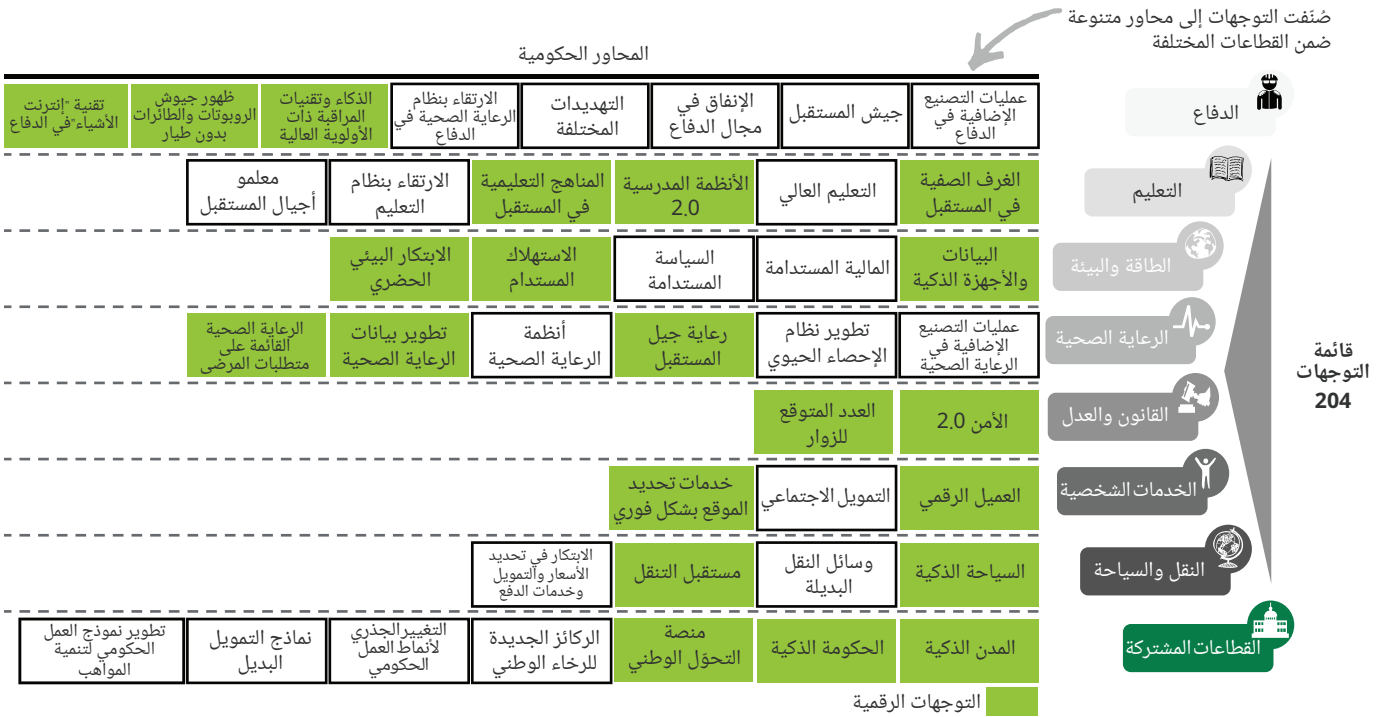 صُنَفت التوجهات إلى محاور متنوعة
ضمن القطاعات المختلفة
المحاور الحكومية
الدفاع
عمليات التصنيع
الإضافية في
الدفاع
جيش المستقبل
الإنفاق في
مجال الدفاع
التهديدات
المختلفة
الارتقاء بنظام
الرعاية الصحية في
الدفاع
الذكاء وتقنيات
المراقبة ذات
الأولوية العالية
ظهور جيوش
الروبوتات والطائرات
بدون طيار
تقنية "إنترنت
الأشياء"في الدفاع
التعليم
الغرف الصفية
في المستقبل
التعليم العالي
الأنظمة المدرسية
2.0
المناهج التعليمية
في المستقبل
الارتقاء بنظام
التعليم
معلمو
أجيال المستقبل
الطاقة والبيئة
البيانات
والأجهزة الذكية
المالية المستدامة
السياسة
المستدامة
الاستهلاك
المستدام
الابتكار البيئي
الحضري
الرعاية الصحية
عمليات التصنيع
الإضافية في
الرعاية الصحية
تطوير نظام
الإحصاء الحيوي
رعاية جيل
المستقبل
أنظمة
الرعاية الصحية
تطوير بيانات
الرعاية الصحية
الرعاية الصحية
القائمة على
متطلبات المرضى
قائمة
التوجهات
204
القانون والعدل
الأمن 2.0
العدد المتوقع
للزوار
الخدمات الشخصية
العميل الرقمي
التمويل الاجتماعي
خدمات تحديد
الموقع بشكل فوري
النقل والسياحة
السياحة الذكية
وسائل النقل
البديلة
مستقبل التنقل
الابتكار في تحديد
الأسعار والتمويل
وخدمات الدفع
القطاعات المشتركة
المدن الذكية
الحكومة الذكية
منصة
التحوّل الوطني
الركائز الجديدة
للرخاء الوطني
التغييرالجذري
لأنماط العمل
الحكومي
نماذج التمويل
البديل
تطوير نموذج العمل
الحكومي لتنمية
المواهب
التوجهات الرقمية